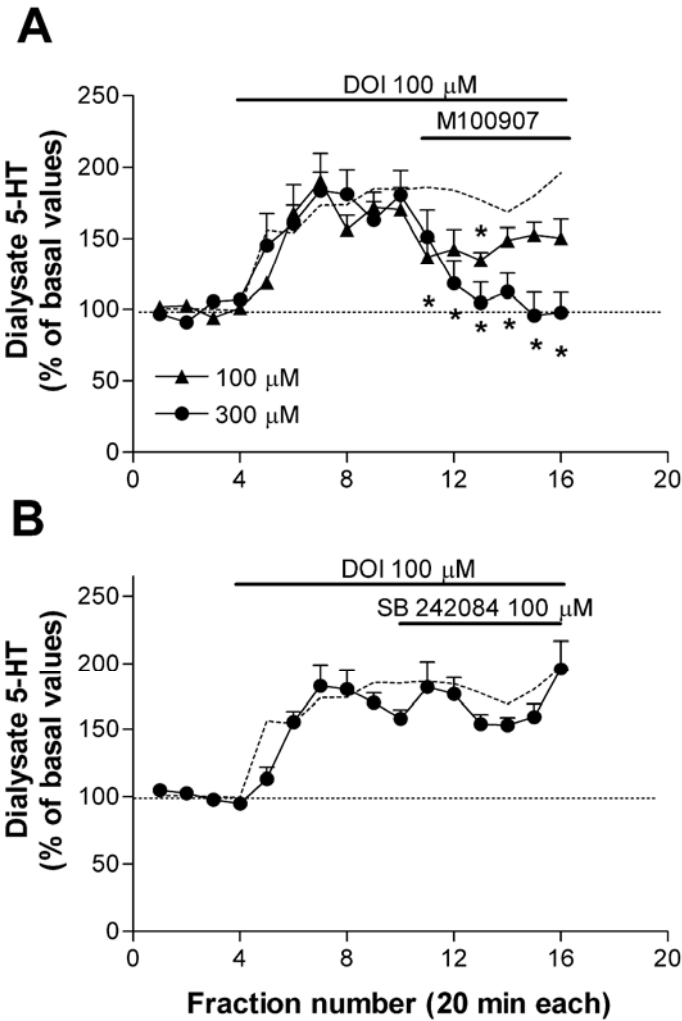 A
DOI 100 μM
M100907
Dialysate 5-HT
(% of basal values)
250
200
150
100
50
0
*
*
*
*
*
*
*
100 μM
300 μM
0
4
8
12
16
20
B
DOI 100 μM
SB 242084 100 μM
Dialysate 5-HT
(% of basal values)
250
200
150
100
50
0
0
4
8
12
16
20
Fraction number (20 min each)